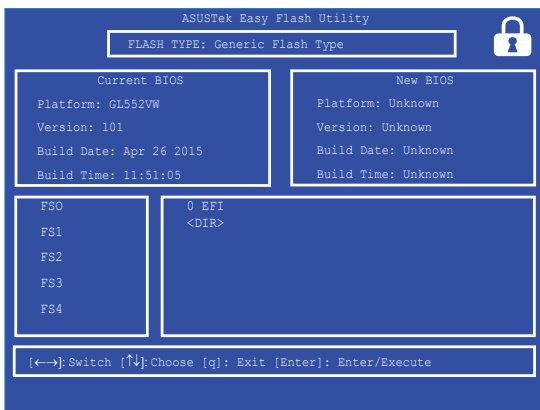 ASUSTek Easy Flash Utility
FLASH TYPE: Generic Flash Type
Current BIOS
Platform: GL552VW
Version: 101
Build Date: Apr 26 2015
Build Time: 11:51:05
New BIOS
Platform: Unknown
Version: Unknown
Build Date: Unknown
Build Time: Unknown
FS0
FS1
FS2
FS3
FS4
0 EFI
<DIR>
[←→]: Switch [↑↓]: Choose [q]: Exit [Enter]: Enter/Execute